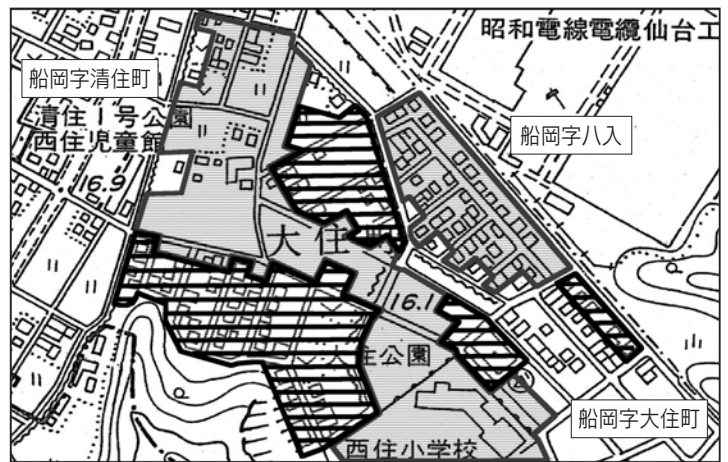 昭和電線電纜仙台工
船岡字清住町
清住1号公園
西住児童館
船岡字八入
16.9
大住町
16.1
住公園
船岡字大住町
西住小学校